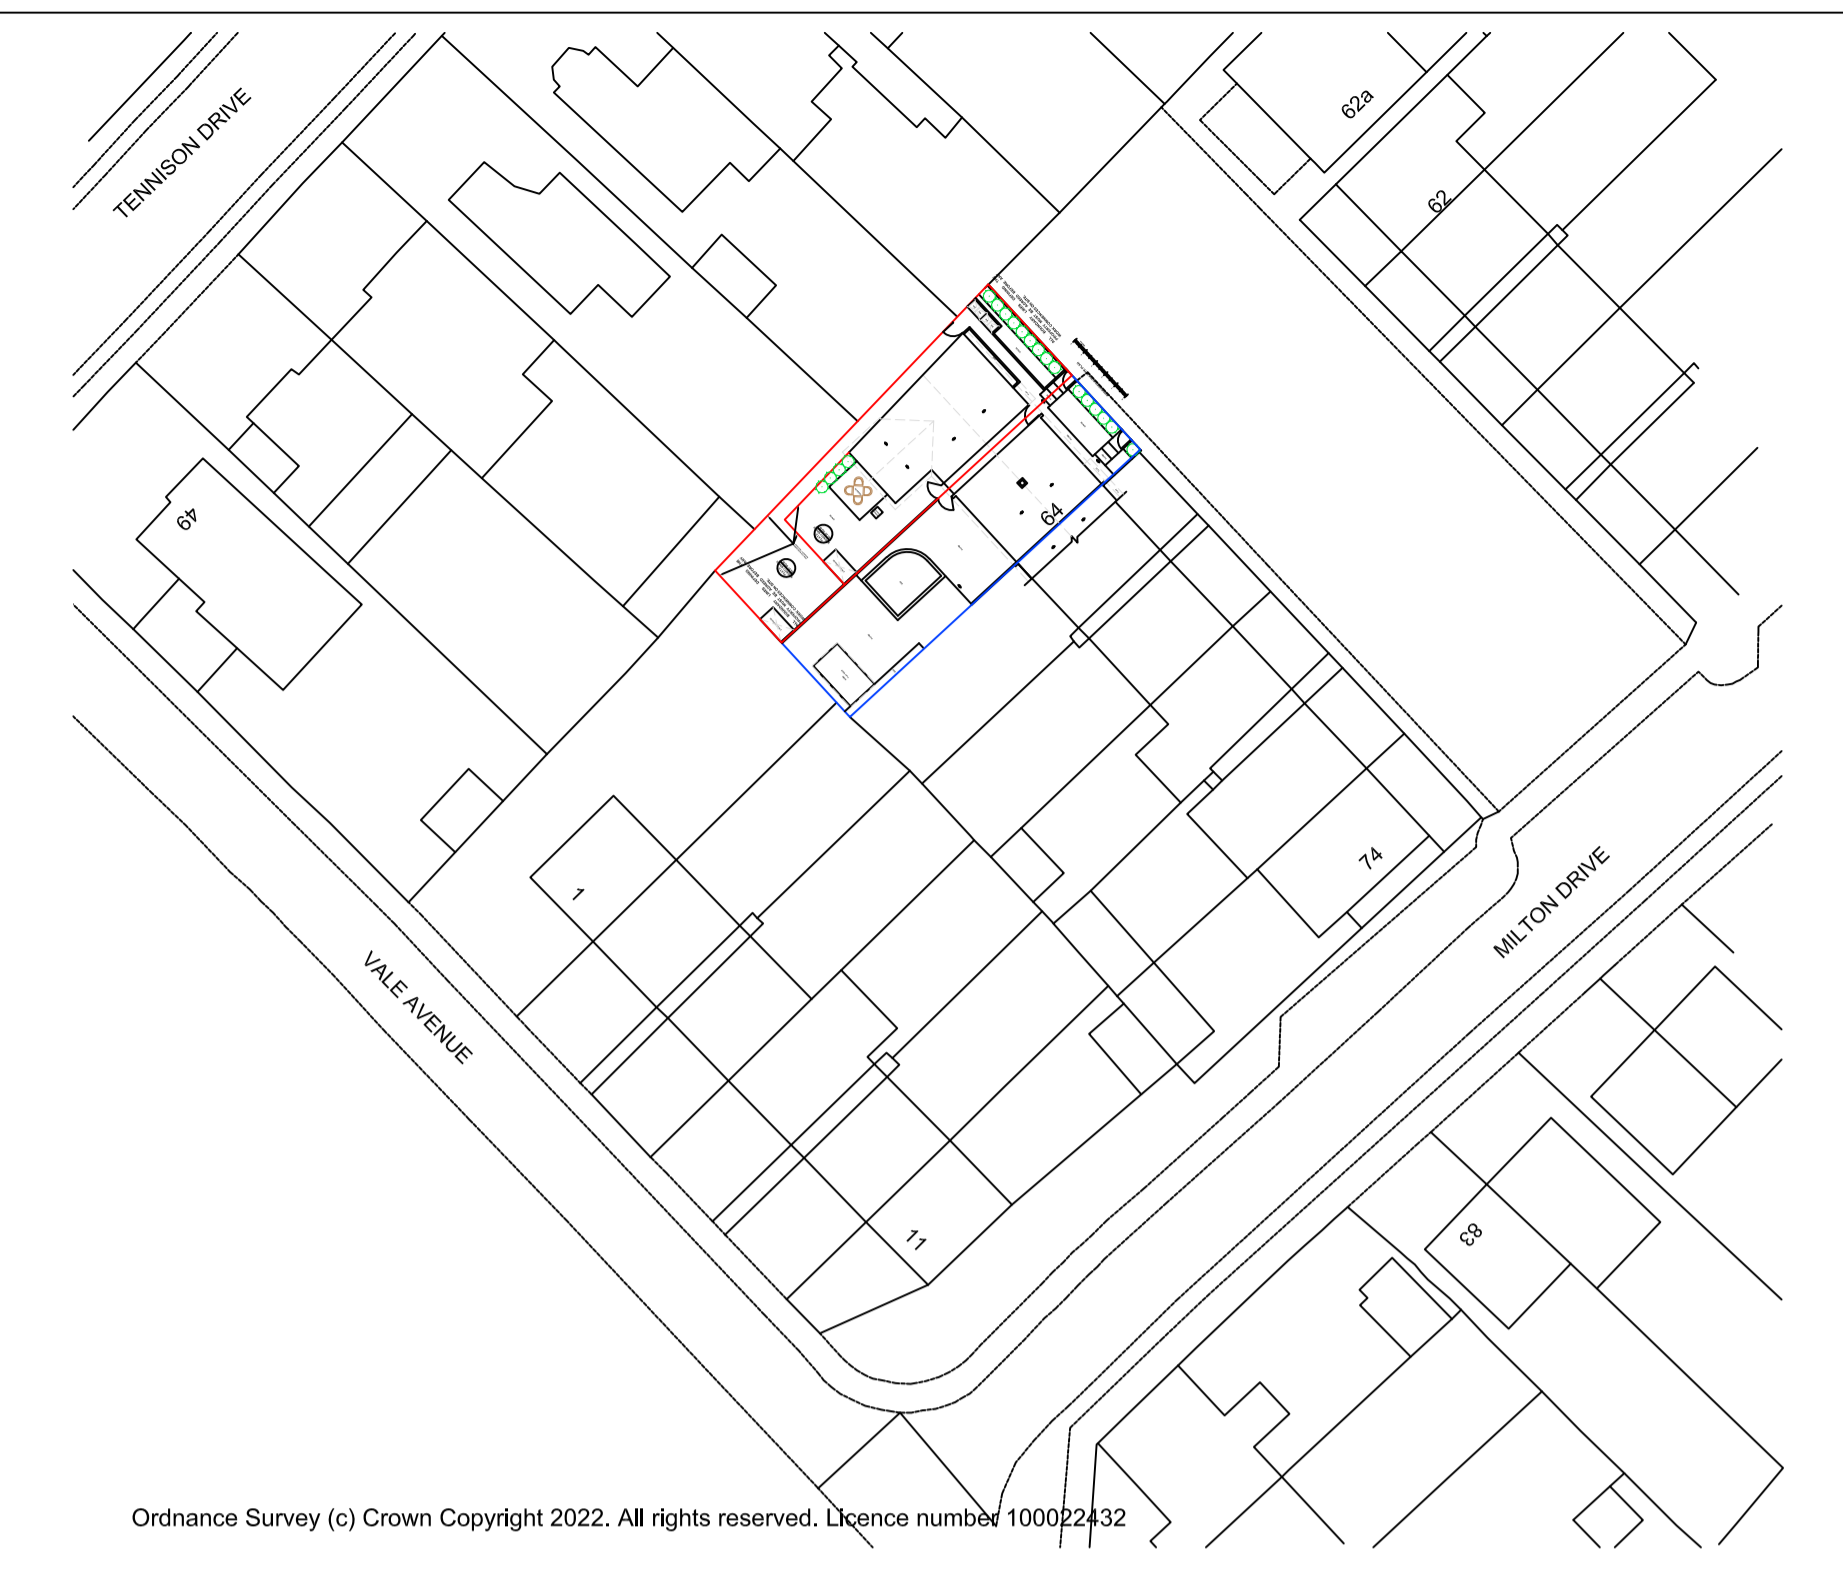 TENNISON DRIVE
62a
62
49
64
1
74
MILTON DRIVE
VALE AVENUE
11
83
Ordnance Survey (c) Crown Copyright 2022. All rights reserved. Licence number 100022432